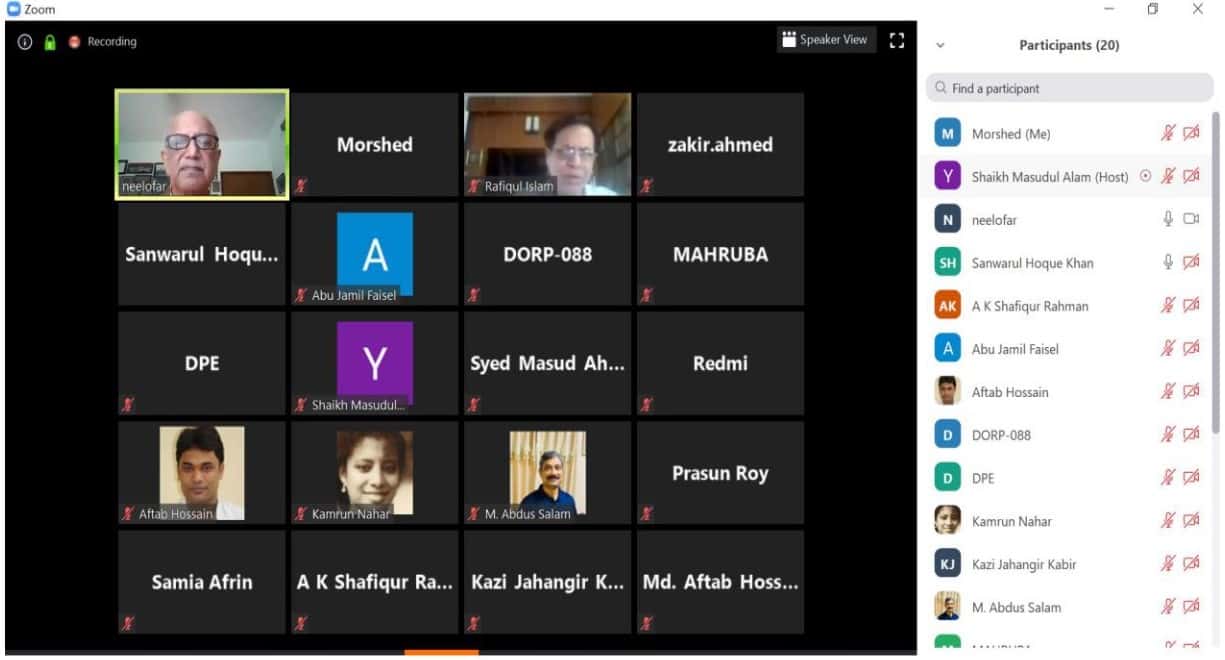 Zoom
Recording
Speaker View
neelofar
Morshed
Rafiqul Islam
zakir.ahmed
Sanwarul Hoqu...
A
Abu Jamil Faisel
DORP-088
MAHRUBA
DPE
Y
Shaikh Masudul...
Syed Masud Ah...
Redmi
Aftab Hossain
Kamrun Nahar
M. Abdus Salam
Prasun Roy
Samia Afrin
A K Shafiqur Ra...
Kazi Jahangir K...
Md. Aftab Hoss...
Participants (20)
Find a participant
M Morshed (Me)
Y Shaikh Masudul Alam (Host)
N neelofar
SH Sanwarul Hoque Khan
AK A K Shafiqur Rahman
A Abu Jamil Faisel
Aftab Hossain
D DORP-088
D DPE
Kamrun Nahar
KJ Kazi Jahangir Kabir
M. Abdus Salam